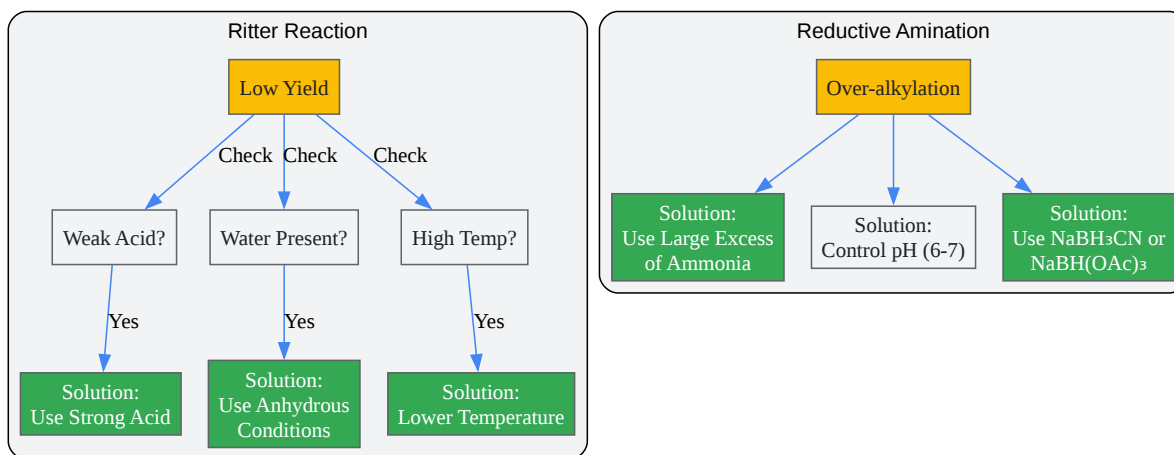 Ritter Reaction
Low Yield
Check
Check
Check
Weak Acid?
Water Present?
High Temp?
Yes
Yes
Yes
Solution:
Use Strong Acid
Solution:
Use Anhydrous
Conditions
Solution:
Lower Temperature
Reductive Amination
Over-alkylation
Solution:
Use Large Excess
of Ammonia
Solution:
Control pH (6-7)
Solution:
Use NaBH₃CN or
NaBH(OAc)₃